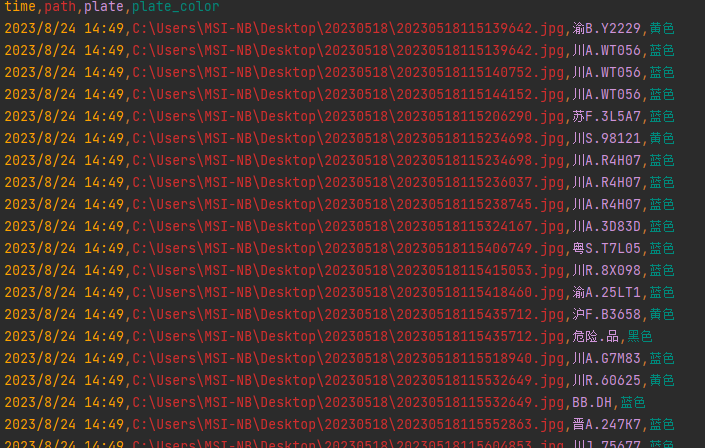 tine,path,plate,plate_color
2023/8/24 14:49,C:\Users\MSI-NB\Desktop\20230518\20230518115139642.jpg,渝B.Y2229,黄色
2023/8/24 14:49,C:\Users\MSI-NB\Desktop\20230518\20230518115139642.jpg,川A.WT056,蓝色
2023/8/24 14:49,C:\Users\MSI-NB\Desktop\20230518\20230518115140752.jpg,川A.WT056,蓝色
2023/8/24 14:49,C:\Users\MSI-NB\Desktop\20230518\20230518115144152.jpg,川A.WT056,蓝色
2023/8/24 14:49,C:\Users\MSI-NB\Desktop\20230518\20230518115206290.jpg,苏F.3L5A7,蓝色
2023/8/24 14:49,C:\Users\MSI-NB\Desktop\20230518\20230518115234698.jpg,川S.98121,黄色
2023/8/24 14:49,C:\Users\MSI-NB\Desktop\20230518\20230518115234698.jpg,川A.R4H07,蓝色
2023/8/24 14:49,C:\Users\MSI-NB\Desktop\20230518\20230518115236037.jpg,川A.R4H07,蓝色
2023/8/24 14:49,C:\Users\MSI-NB\Desktop\20230518\20230518115238745.jpg,川A.R4H07,蓝色
2023/8/24 14:49,C:\Users\MSI-NB\Desktop\20230518\20230518115324167.jpg,川A.3D83D,蓝色
2023/8/24 14:49,C:\Users\MSI-NB\Desktop\20230518\20230518115406749.jpg,粤S.T7L05,蓝色
2023/8/24 14:49,C:\Users\MSI-NB\Desktop\20230518\20230518115415053.jpg,川R.8X098,蓝色
2023/8/24 14:49,C:\Users\MSI-NB\Desktop\20230518\20230518115418460.jpg,渝A.25LT1,蓝色
2023/8/24 14:49,C:\Users\MSI-NB\Desktop\20230518\20230518115435712.jpg,沪F.B3658,黄色
2023/8/24 14:49,C:\Users\MSI-NB\Desktop\20230518\20230518115435712.jpg,危险.品,黑色
2023/8/24 14:49,C:\Users\MSI-NB\Desktop\20230518\20230518115518940.jpg,川A.G7M83,蓝色
2023/8/24 14:49,C:\Users\MSI-NB\Desktop\20230518\20230518115532649.jpg,川R.60625,黄色
2023/8/24 14:49,C:\Users\MSI-NB\Desktop\20230518\20230518115532649.jpg,BB.DH,蓝色
2023/8/24 14:49,C:\Users\MSI-NB\Desktop\20230518\20230518115552863.jpg,晋A.247K7,蓝色
2023/8/24 14:49,C:\Users\MSI-NB\Desktop\20230518\20230518115604853.jpg,川J.75677,蓝色